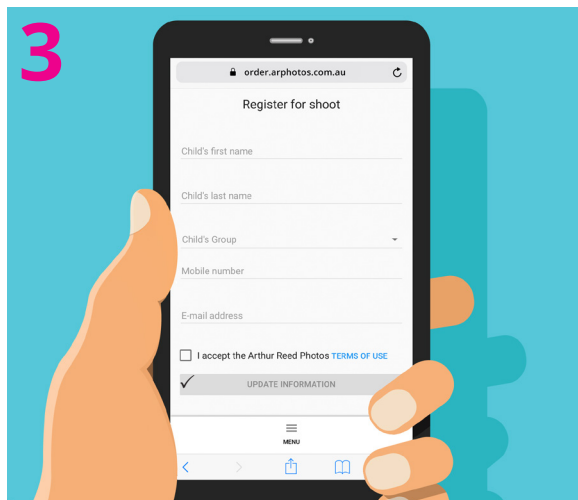 3
order.arphotos.com.au
Register for shoot
Child's first name
Child's last name
Child's Group
Mobile number
E-mail address
I accept the Arthur Reed Photos TERMS OF USE
UPDATE INFORMATION
MENU